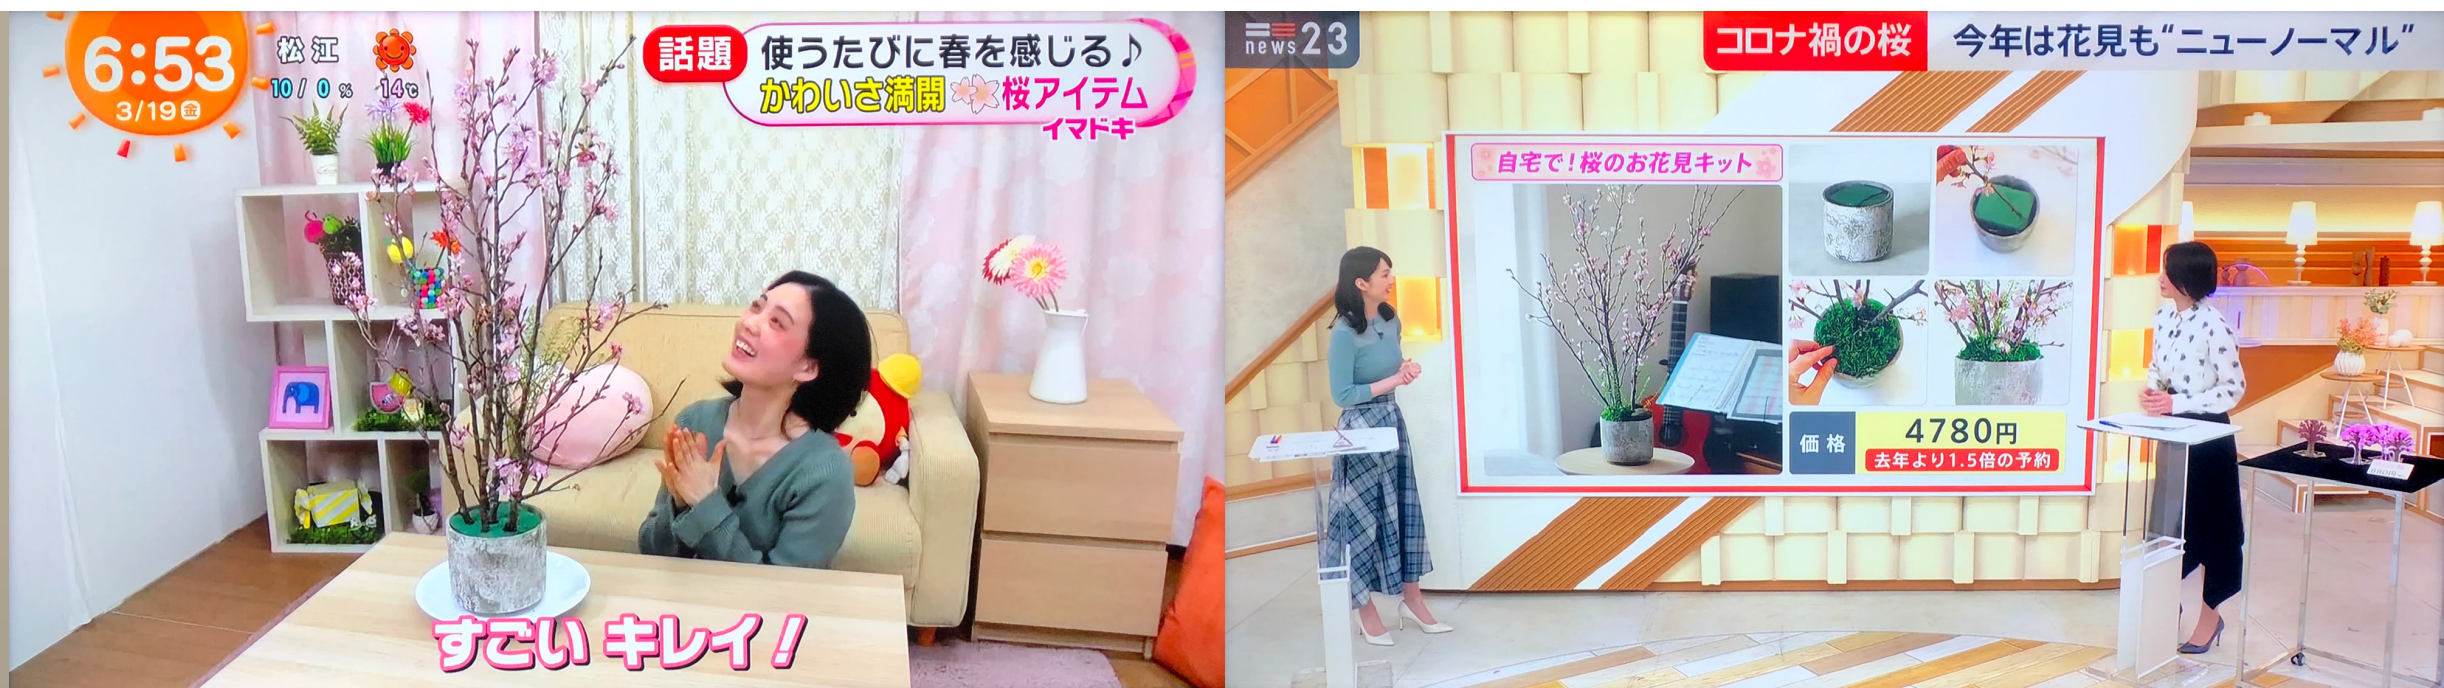 6:53
3/19 金
松江
10/ 0 %
14℃
話題
使うたびに春を感じる♪
かわいさ満開 桜アイテム
イマドキ
すごい キレイ!
news23
コロナ禍の桜
今年は花見も“ニューノーマル”
自宅で!桜のお花見キット
価格
4780円
去年より1.5倍の予約